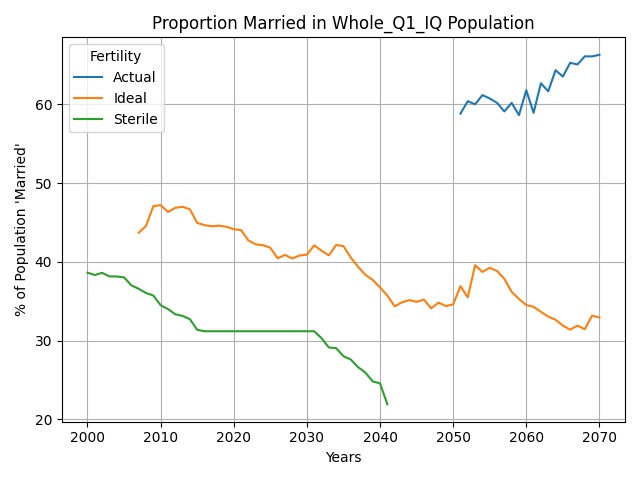 Proportion Married in Whole_Q1_IQ Population
Fertility
Actual
Ideal
Sterile
% of Population 'Married'
60
50
40
30
20
2000 2010 2020 2030 2040 2050 2060 2070
Years